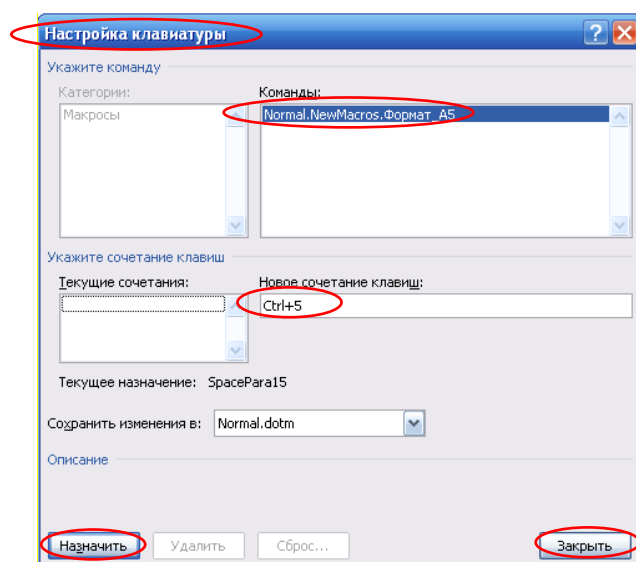 Настройка клавиатуры
Укажите команду
Категории:
Команды:
Макросы
Normal.NewMacros.Формат_А5
Укажите сочетание клавиш
Текущие сочетания:
Новое сочетание клавиш:
Ctrl+5
Текущее назначение: SpacePara15
Сохранить изменения в: Normal.dotm
Описание
Назначить
Удалить
Сброс...
Закрыть